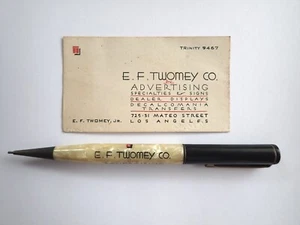 TRINITY 9467
E. F. TWOMEY CO.
ADVERTISING
SPECIALTIES & SIGNS
DEALER DISPLAYS
DECALCOMANIA
TRANSFERS
725-31 MATEO STREET
LOS ANGELES
E. F. TWOMEY, JR.
E. F. TWOMEY CO.